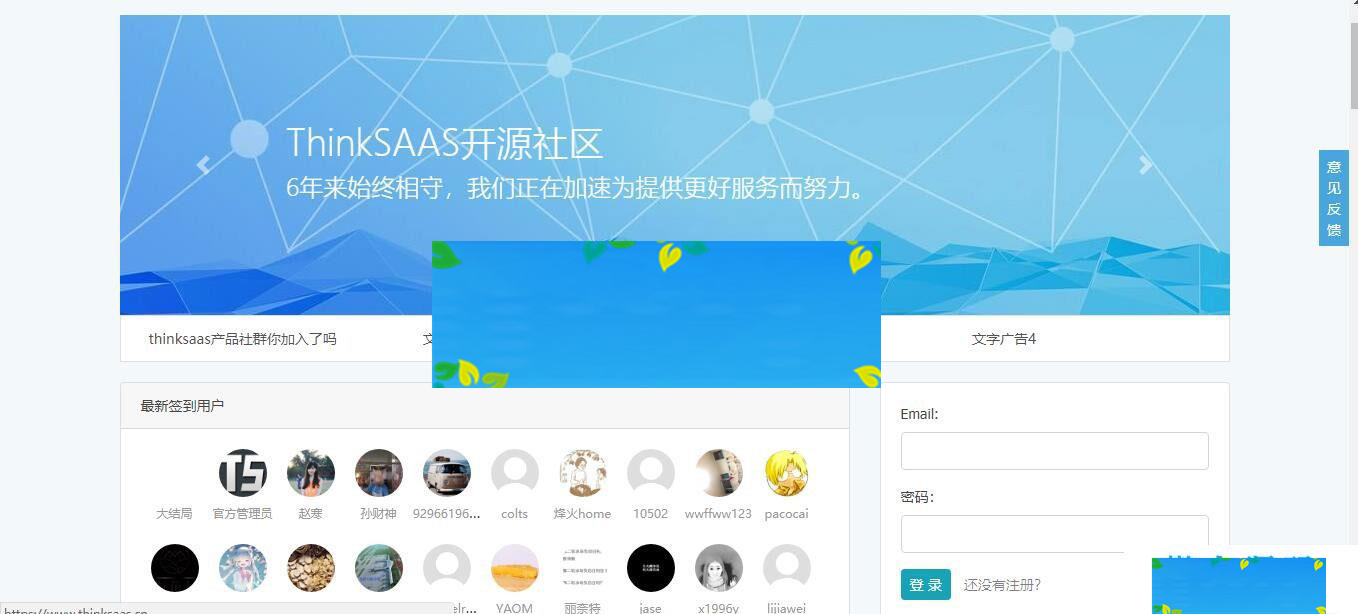 ThinkSAAS开源社区
6年来始终相守，我们正在加速为提供更好服务而努力。
意见反馈
thinksaas产品社群你加入了吗
文字广告4
最新签到用户
Email:
大结局 官方管理员 赵寒 孙财神 92966196... colts 烽火home 10502 wwffww123 pacocai
密码：
登 录 还没有注册？
elr... YAOM 丽奈特 jase x1996y lijiawei
https://www.thinksaas.cn